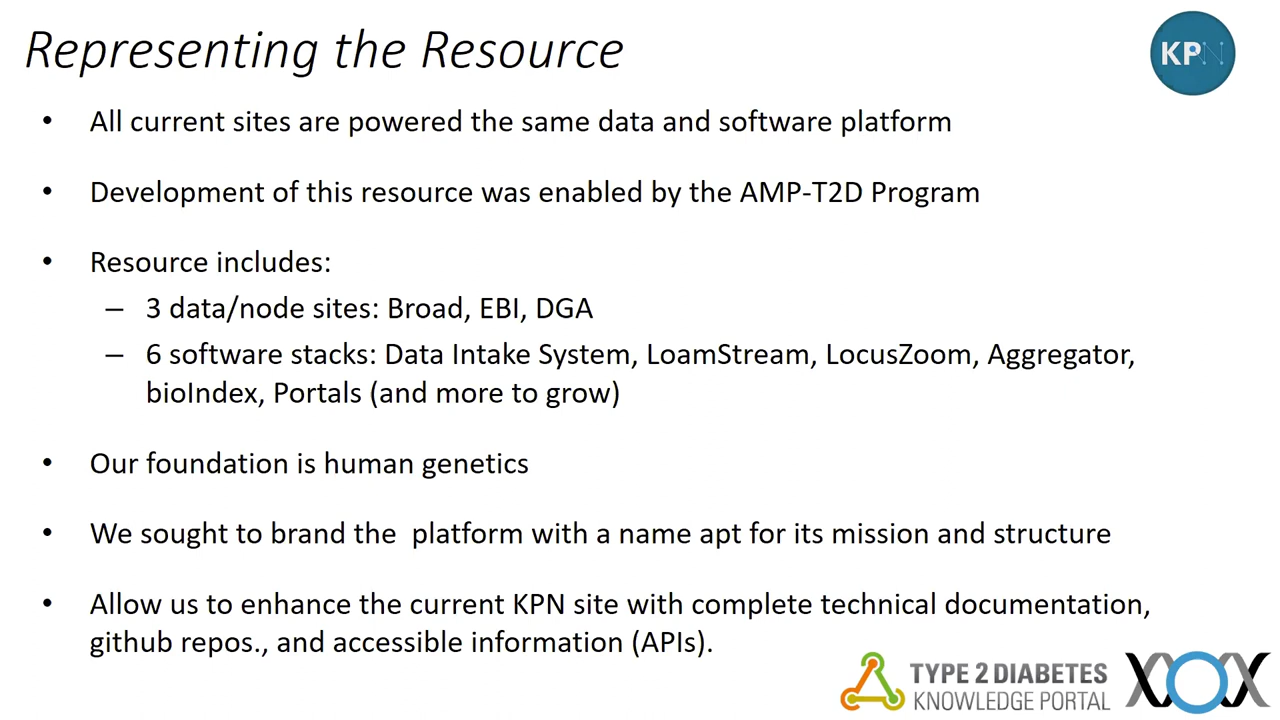 Representing the Resource
KPN
• All current sites are powered the same data and software platform
• Development of this resource was enabled by the AMP-T2D Program
• Resource includes:
– 3 data/node sites: Broad, EBI, DGA
– 6 software stacks: Data Intake System, LoamStream, LocusZoom, Aggregator,
bioIndex, Portals (and more to grow)
• Our foundation is human genetics
• We sought to brand the  platform with a name apt for its mission and structure
• Allow us to enhance the current KPN site with complete technical documentation,
github repos., and accessible information (APIs).
TYPE 2 DIABETES
KNOWLEDGE PORTAL